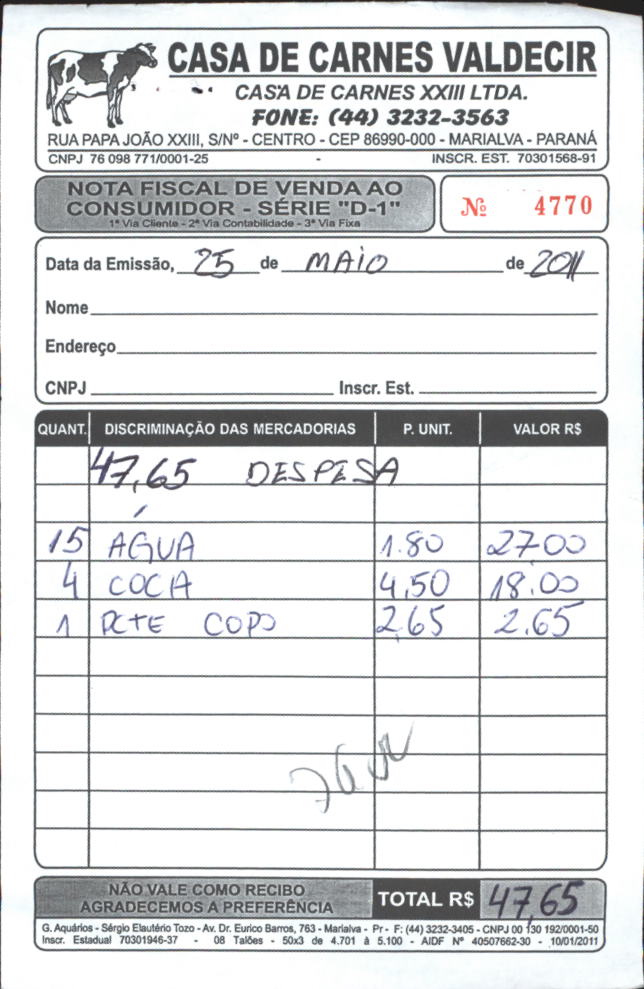 CASA DE CARNES VALDECIR
CASA DE CARNES XXIII LTDA.
FONE: (44) 3232-3563
RUA PAPA JOÃO XXIII, S/Nº - CENTRO - CEP 86990-000 - MARIALVA - PARANÁ
CNPJ 76 098 771/0001-25 - INSCR. EST. 70301568-91
NOTA FISCAL DE VENDA AO
CONSUMIDOR - SÉRIE "D-1"
1ª Via Cliente - 2ª Via Contabilidade - 3ª Via Fixa
Nº 4770
Data da Emissão, 25 de MAIO de 2011
Nome
Endereço
CNPJ Inscr. Est.
QUANT. DISCRIMINAÇÃO DAS MERCADORIAS P. UNIT. VALOR R$
47,65 DESPESA
15 ÁGUA 1.80 27.00
4 COCA 4,50 18.00
1 PCTE COPO 2,65 2.65
NÃO VALE COMO RECIBO
AGRADECEMOS A PREFERÊNCIA
TOTAL R$ 47,65
G. Aquários - Sérgio Elautério Tozo - Av. Dr. Eurico Barros, 763 - Marialva - Pr - F: (44) 3232-3405 - CNPJ 00 130 192/0001-50
Inscr. Estadual 70301946-37 - 08 Talões - 50x3 de 4.701 à 5.100 - AIDF Nº 40507662-30 - 10/01/2011